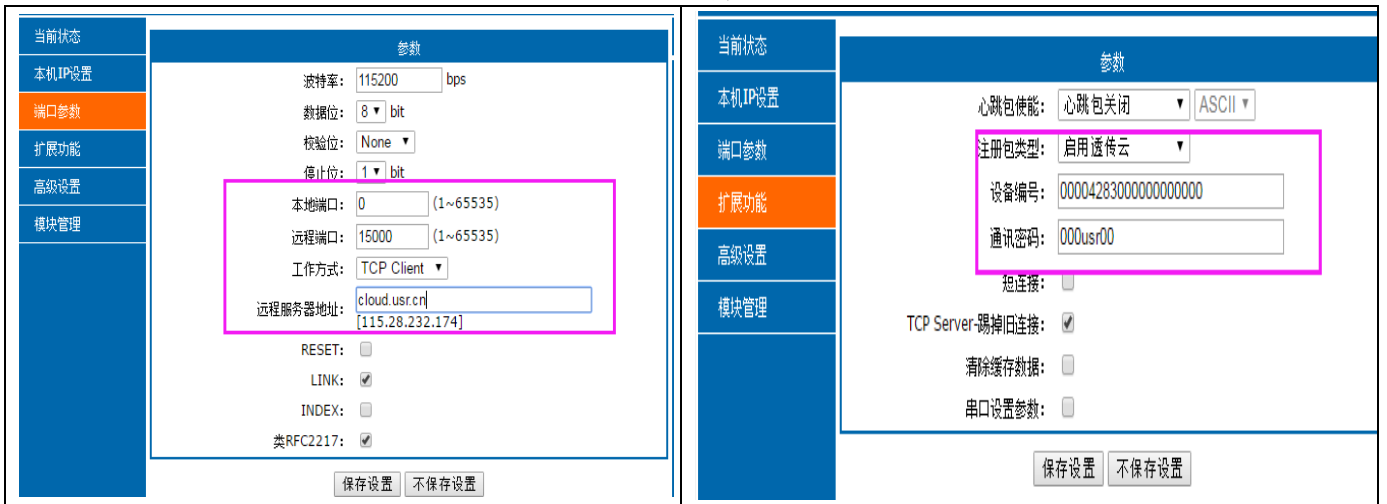 当前状态
本机IP设置
端口参数
扩展功能
高级设置
模块管理
参数
波特率： 115200 bps
数据位： 8 bit
校验位： None
停止位： 1 bit
本地端口： 0 (1~65535)
远程端口： 15000 (1~65535)
工作方式： TCP Client
远程服务器地址： cloud.usr.cn
[115.28.232.174]
RESET：
LINK：
INDEX：
类RFC2217：
保存设置 不保存设置
当前状态
本机IP设置
端口参数
扩展功能
高级设置
模块管理
参数
心跳包使能： 心跳包关闭 ASCII
注册包类型： 启用透传云
设备编号： 00004283000000000000
通讯密码： 000usr00
短连接：
TCP Server-踢掉旧连接：
清除缓存数据：
串口设置参数：
保存设置 不保存设置